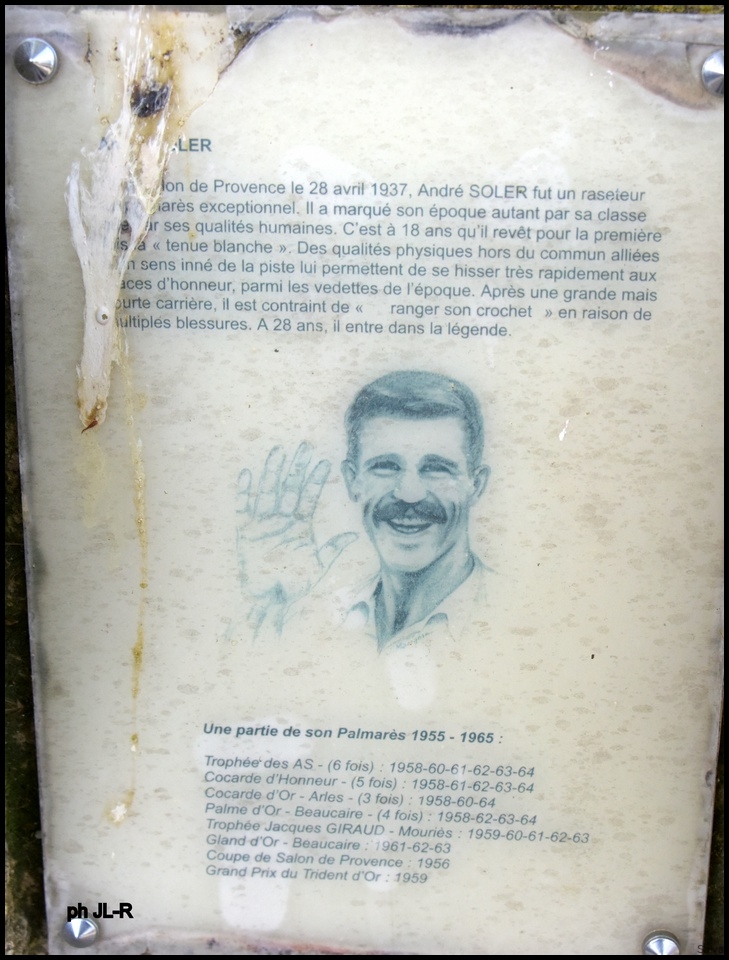 A LER
lon de Provence le 28 avril 1937, André SOLER fut un raseteur
arès exceptionnel. Il a marqué son époque autant par sa classe
ar ses qualités humaines. C'est à 18 ans qu'il revêt pour la première
is la « tenue blanche ». Des qualités physiques hors du commun alliées
n sens inné de la piste lui permettent de se hisser très rapidement aux
aces d'honneur, parmi les vedettes de l'époque. Après une grande mais
ourte carrière, il est contraint de « ranger son crochet » en raison de
ultiples blessures. A 28 ans, il entre dans la légende.
Une partie de son Palmarès 1955 - 1965 :
Trophée des AS - (6 fois) : 1958-60-61-62-63-64
Cocarde d'Honneur - (5 fois) : 1958-61-62-63-64
Cocarde d'Or - Arles - (3 fois) : 1958-60-64
Palme d'Or - Beaucaire - (4 fois) : 1958-62-63-64
Trophée Jacques GIRAUD - Mouriès : 1959-60-61-62-63
Gland d'Or - Beaucaire : 1961-62-63
Coupe de Salon de Provence : 1956
Grand Prix du Trident d'Or : 1959
ph JL-R